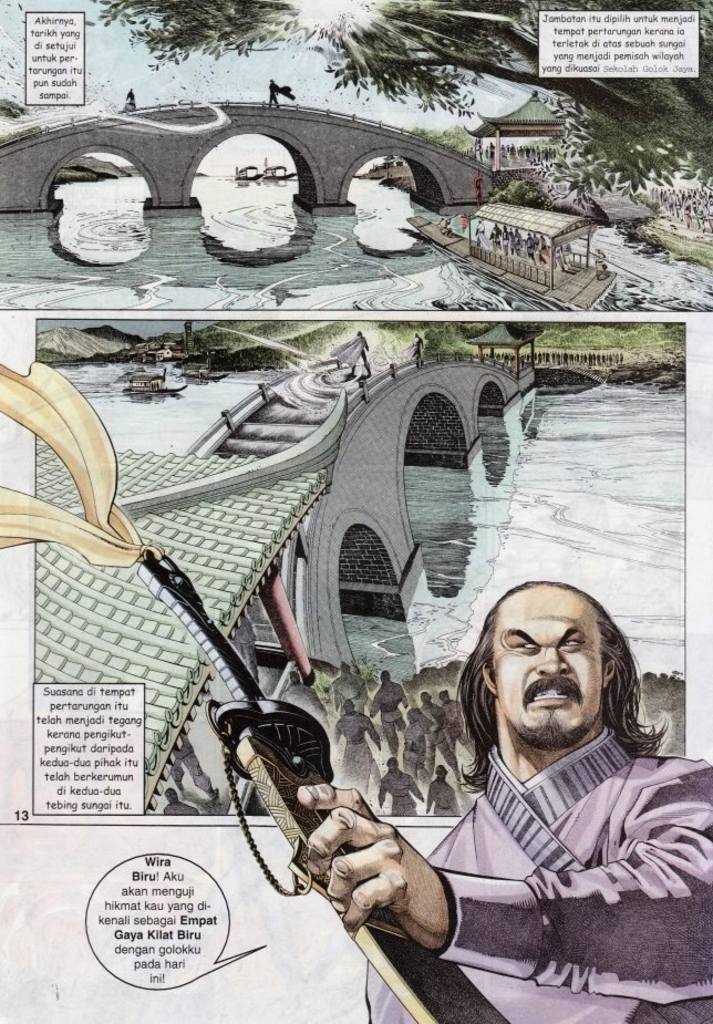 Akhirnya,
tarikh yang
di setujui
untuk per-
tarungan itu
pun sudah
sampai.
Jambatan itu dipilih untuk menjadi
tempat pertarungan kerana ia
terletak di atas sebuah sungai
yang menjadi pemisah wilayah
yang dikuasai Sekolah Golok Jaya.
Suasana di tempat
pertarungan itu
telah menjadi tegang
kerana pengikut-
pengikut daripada
kedua-dua pihak itu
telah berkerumun
di kedua-dua
tebing sungai itu.
13
Wira
Biru! Aku
akan menguji
hikmat kau yang di-
kenali sebagai Empat
Gaya Kilat Biru
dengan golokku
pada hari
ini!